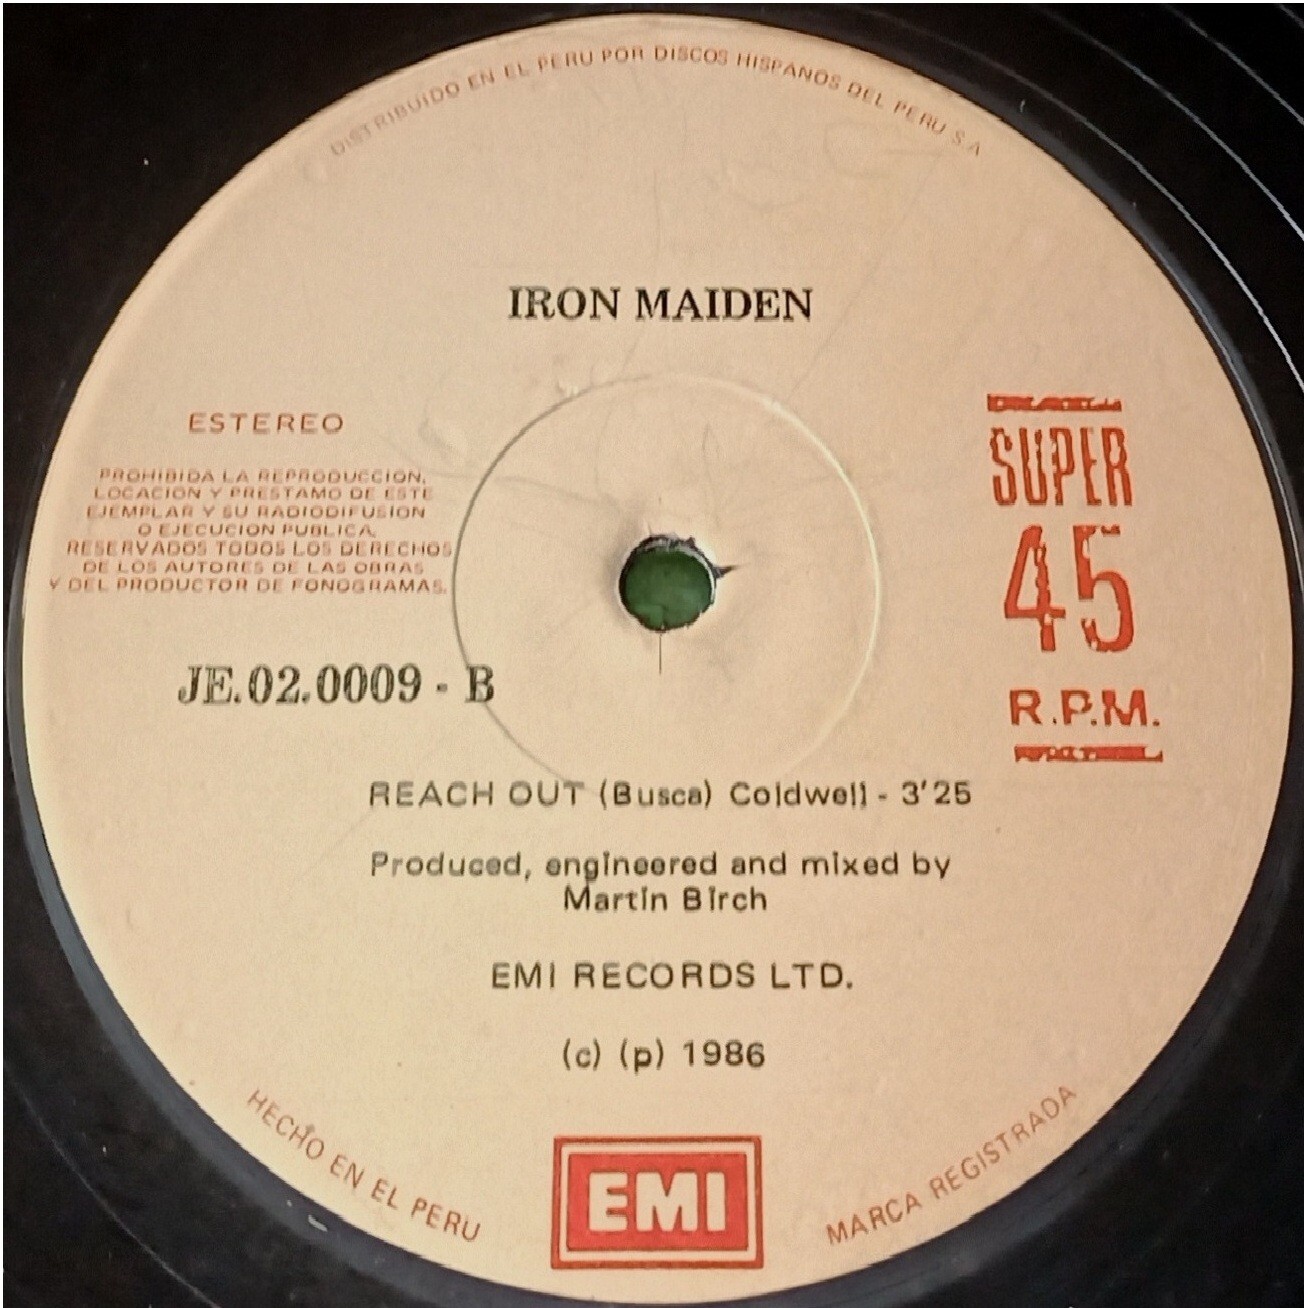 DISTRIBUIDO EN EL PERU POR DISCOS HISPANOS DEL PERU S.A
IRON MAIDEN
ESTEREO
PROHIBIDA LA REPRODUCCION,
LOCACION Y PRESTAMO DE ESTE
EJEMPLAR Y SU RADIODIFUSION
O EJECUCION PUBLICA.
RESERVADOS TODOS LOS DERECHOS
DE LOS AUTORES DE LAS OBRAS
Y DEL PRODUCTOR DE FONOGRAMAS.
SUPER
45
R.P.M.
JE.02.0009 - B
REACH OUT (Busca) Coldwell - 3'25
Produced, engineered and mixed by
Martin Birch
EMI RECORDS LTD.
(c) (p) 1986
HECHO EN EL PERU
EMI
MARCA REGISTRADA